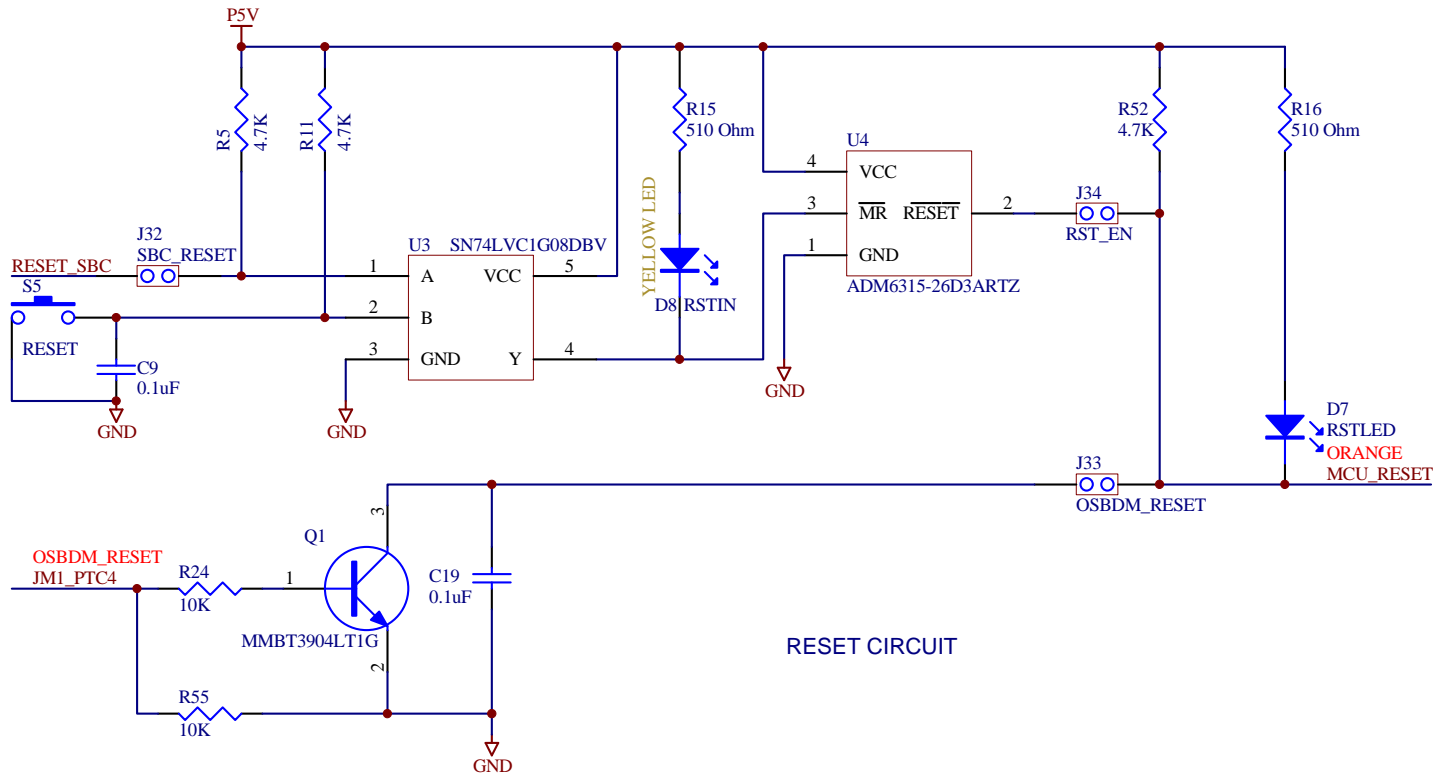 P5V
R5
4.7K
R11
4.7K
R15
510 Ohm
R52
4.7K
R16
510 Ohm
YELLOW LED
U4
4
VCC
3
MR
RESET
2
1
GND
ADM6315-26D3ARTZ
J34
RST_EN
J32
SBC_RESET
RESET_SBC
S5
RESET
C9
0.1uF
GND
U3
SN74LVC1G08DBV
1
A
VCC
5
2
B
3
GND
Y
4
GND
D8 RSTIN
GND
D7
RSTLED
ORANGE
MCU_RESET
J33
OSBDM_RESET
OSBDM_RESET
JM1_PTC4
R24
10K
1
Q1
3
2
MMBT3904LT1G
C19
0.1uF
R55
10K
GND
RESET CIRCUIT